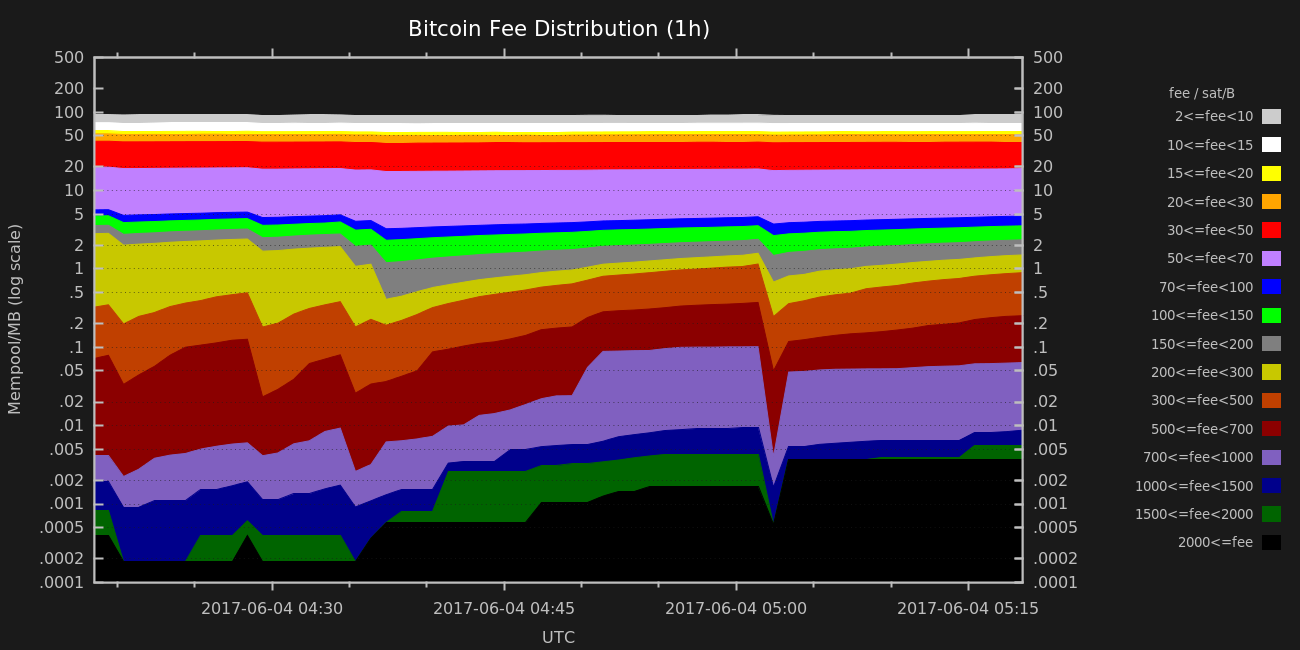 Bitcoin Fee Distribution (1h)
500
200
100
50
20
10
5
2
1
.5
.2
.1
.05
.02
.01
.005
.002
.001
.0005
.0002
.0001
Mempool/MB (log scale)
500
200
100
50
20
10
5
2
1
.5
.2
.1
.05
.02
.01
.005
.002
.001
.0005
.0002
.0001
2017-06-04 04:30
2017-06-04 04:45
2017-06-04 05:00
2017-06-04 05:15
UTC
fee / sat/B
2<=fee<10
10<=fee<15
15<=fee<20
20<=fee<30
30<=fee<50
50<=fee<70
70<=fee<100
100<=fee<150
150<=fee<200
200<=fee<300
300<=fee<500
500<=fee<700
700<=fee<1000
1000<=fee<1500
1500<=fee<2000
2000<=fee